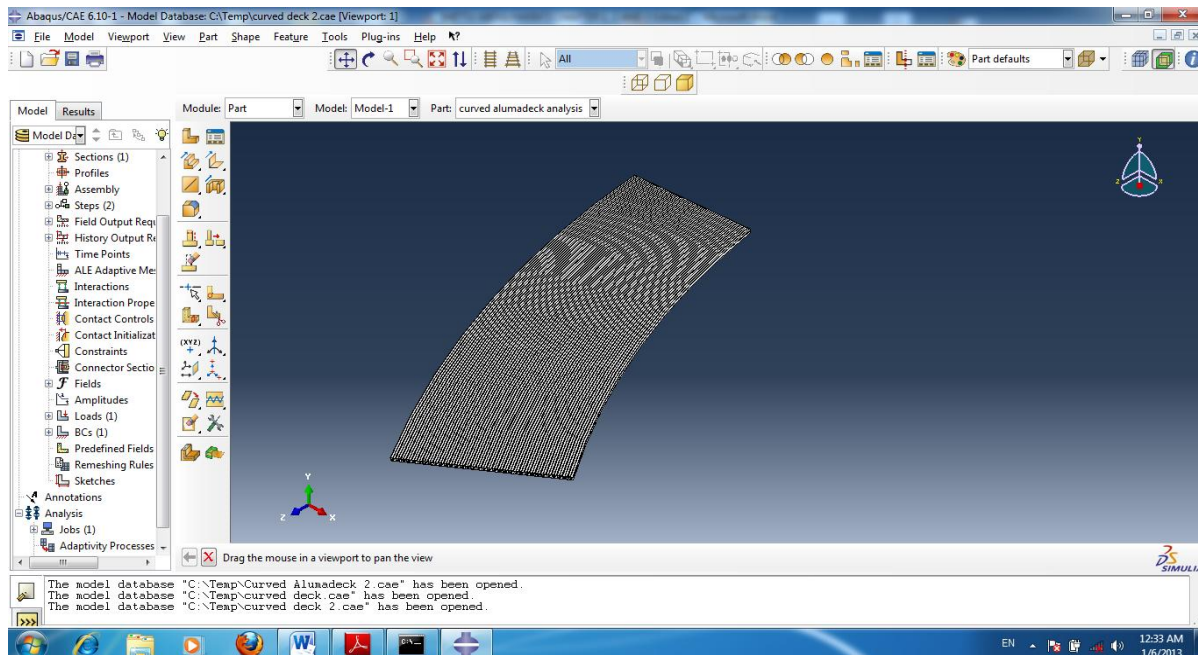 Abaqus/CAE 6.10-1 - Model Database: C:\Temp\curved deck 2.cae [Viewport: 1]
File Model Viewport View Part Shape Feature Tools Plug-ins Help
All
Part defaults
Model Results
Module: Part Model: Model-1 Part: curved alumadeck analysis
Model Da
Sections (1)
Profiles
Assembly
Steps (2)
Field Output Requ
History Output Re
Time Points
ALE Adaptive Me
Interactions
Interaction Prope
Contact Controls
Contact Initializat
Constraints
Connector Sectio
Fields
Amplitudes
Loads (1)
BCs (1)
Predefined Fields
Remeshing Rules
Sketches
Annotations
Analysis
Jobs (1)
Adaptivity Processes
(XYZ)
Y
Z
X
Y
Z
X
Drag the mouse in a viewport to pan the view
SIMULIA
The model database "C:\Temp\Curved Alumadeck 2.cae" has been opened.
The model database "C:\Temp\curved deck.cae" has been opened.
The model database "C:\Temp\curved deck 2.cae" has been opened.
>>>
EN
12:33 AM
1/6/2013